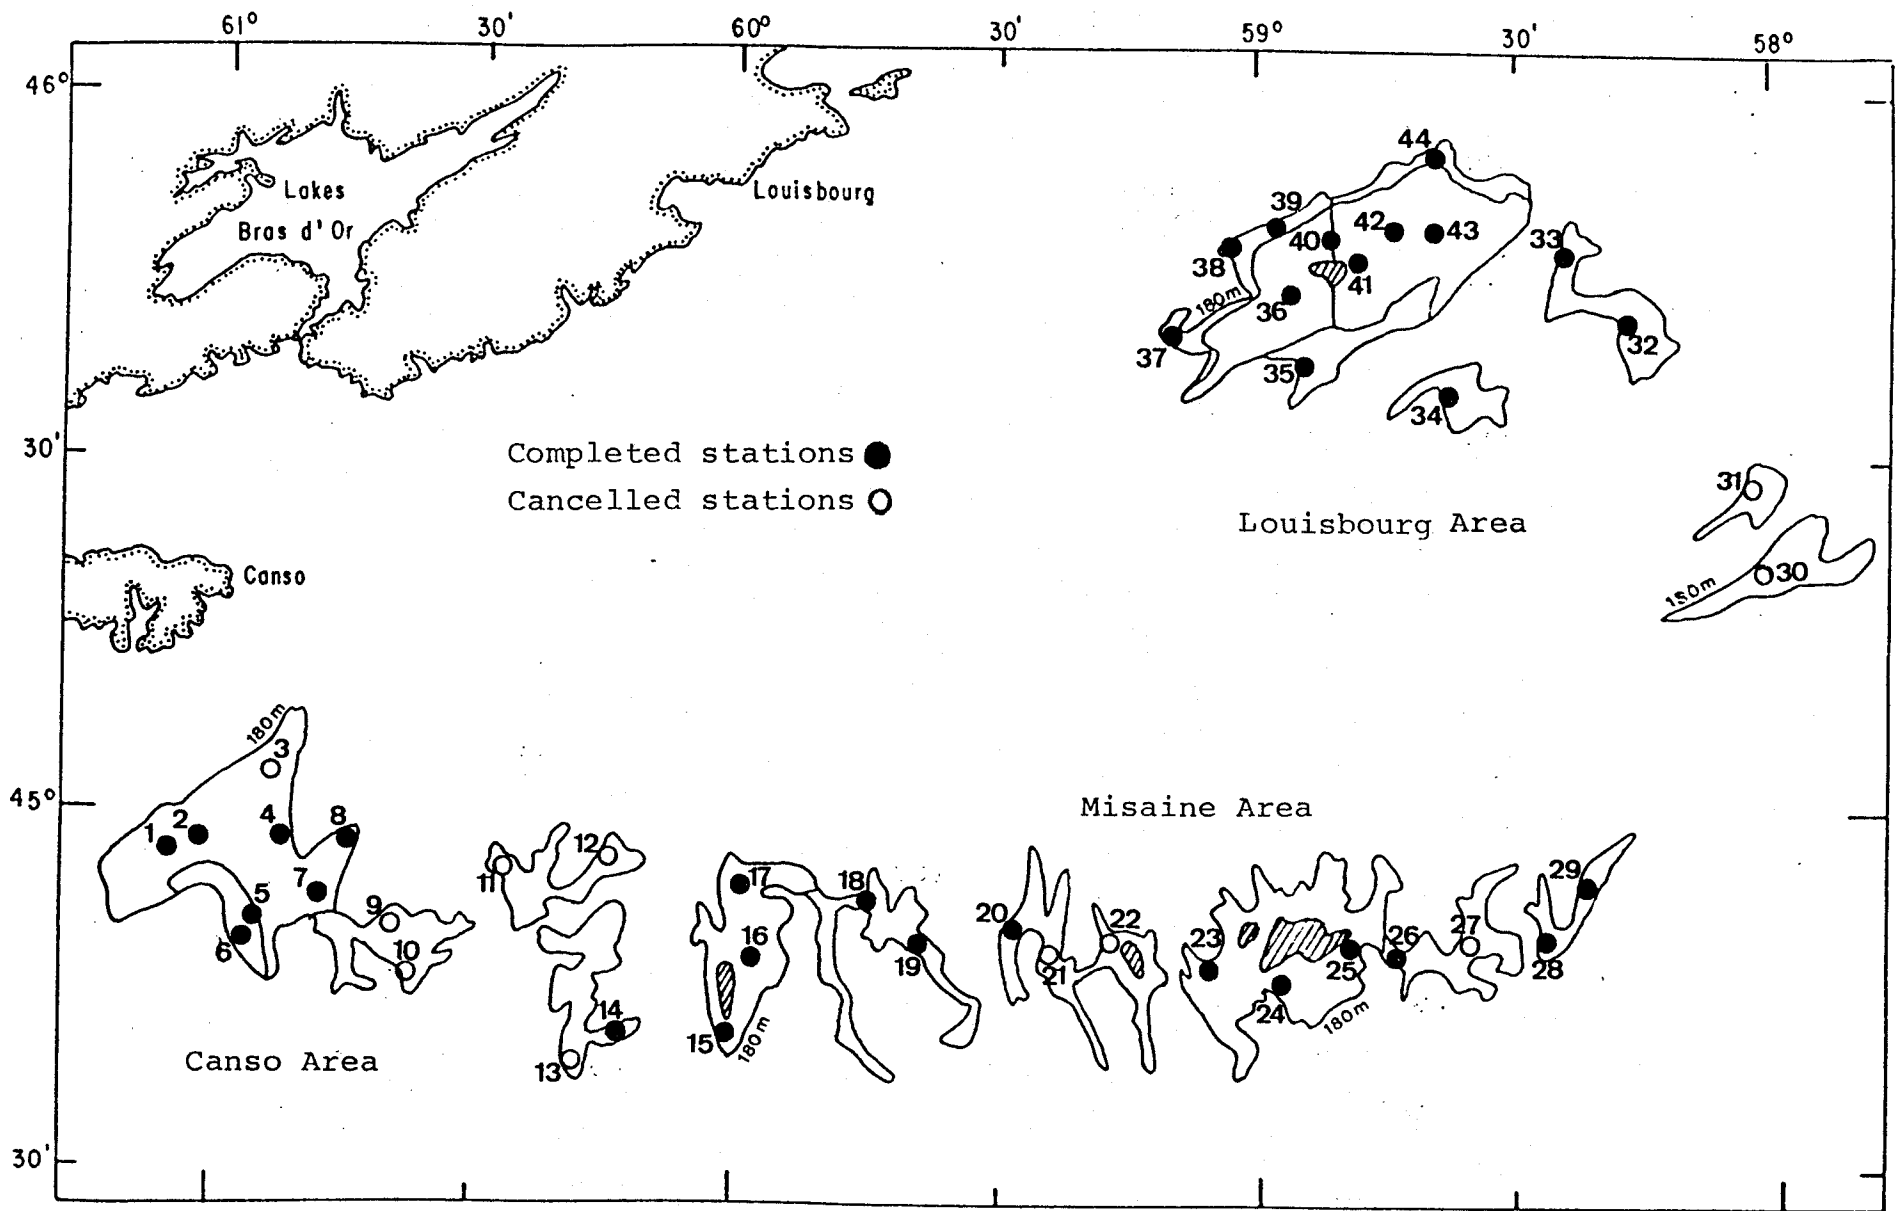 61° 30' 60° 30' 59° 30' 58°
46°
44
Lakes
Louisbourg
39
42
43
Bras d'Or
40
33
38
41
180m
36
37
32
35
34
30'
Completed stations
Cancelled stations
31
Louisbourg Area
30
Canso
150m
180m
3
45°
Misaine Area
1 2 4 8
12
11
17 18
29
7
5
9
20 22
27
16
23
26
6
10
19
21
25
28
24
14
180m
15
180m
13
Canso Area
30'